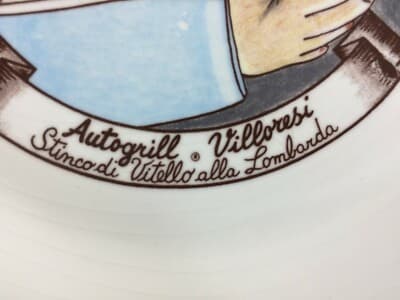 Autogrill • Villoresi
Stinco di Vitello alla Lombarda